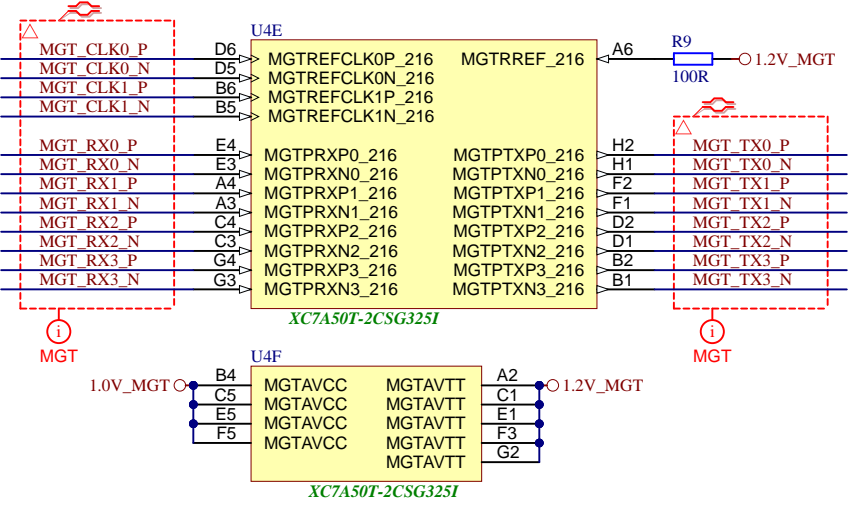 U4E
MGT_CLK0_P D6 MGTREFCLK0P_216 MGTRREF_216 A6 R9 100R 1.2V_MGT
MGT_CLK0_N D5 MGTREFCLK0N_216
MGT_CLK1_P B6 MGTREFCLK1P_216
MGT_CLK1_N B5 MGTREFCLK1N_216
MGT_RX0_P E4 MGTPRXP0_216 MGTPTXP0_216 H2 MGT_TX0_P
MGT_RX0_N E3 MGTPRXN0_216 MGTPTXN0_216 H1 MGT_TX0_N
MGT_RX1_P A4 MGTPRXP1_216 MGTPTXP1_216 F2 MGT_TX1_P
MGT_RX1_N A3 MGTPRXN1_216 MGTPTXN1_216 F1 MGT_TX1_N
MGT_RX2_P C4 MGTPRXP2_216 MGTPTXP2_216 D2 MGT_TX2_P
MGT_RX2_N C3 MGTPRXN2_216 MGTPTXN2_216 D1 MGT_TX2_N
MGT_RX3_P G4 MGTPRXP3_216 MGTPTXP3_216 B2 MGT_TX3_P
MGT_RX3_N G3 MGTPRXN3_216 MGTPTXN3_216 B1 MGT_TX3_N
XC7A50T-2CSG325I
i i
MGT MGT
U4F
1.0V_MGT B4 MGTAVCC MGTAVTT A2 1.2V_MGT
C5 MGTAVCC MGTAVTT C1
E5 MGTAVCC MGTAVTT E1
F5 MGTAVCC MGTAVTT F3
MGTAVTT G2
XC7A50T-2CSG325I